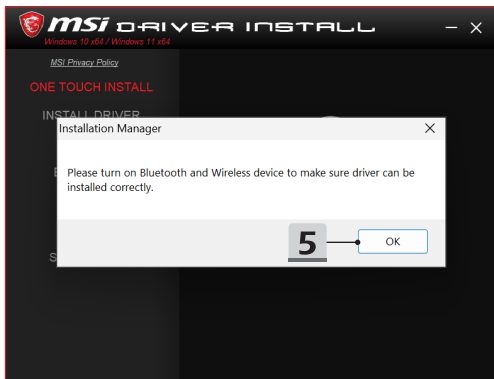 msi DRIVER INSTALL
Windows 10 x64 / Windows 11 x64
MSI Privacy Policy
ONE TOUCH INSTALL
INSTALL DRIVER
Installation Manager
Please turn on Bluetooth and Wireless device to make sure driver can be
installed correctly.
5
OK